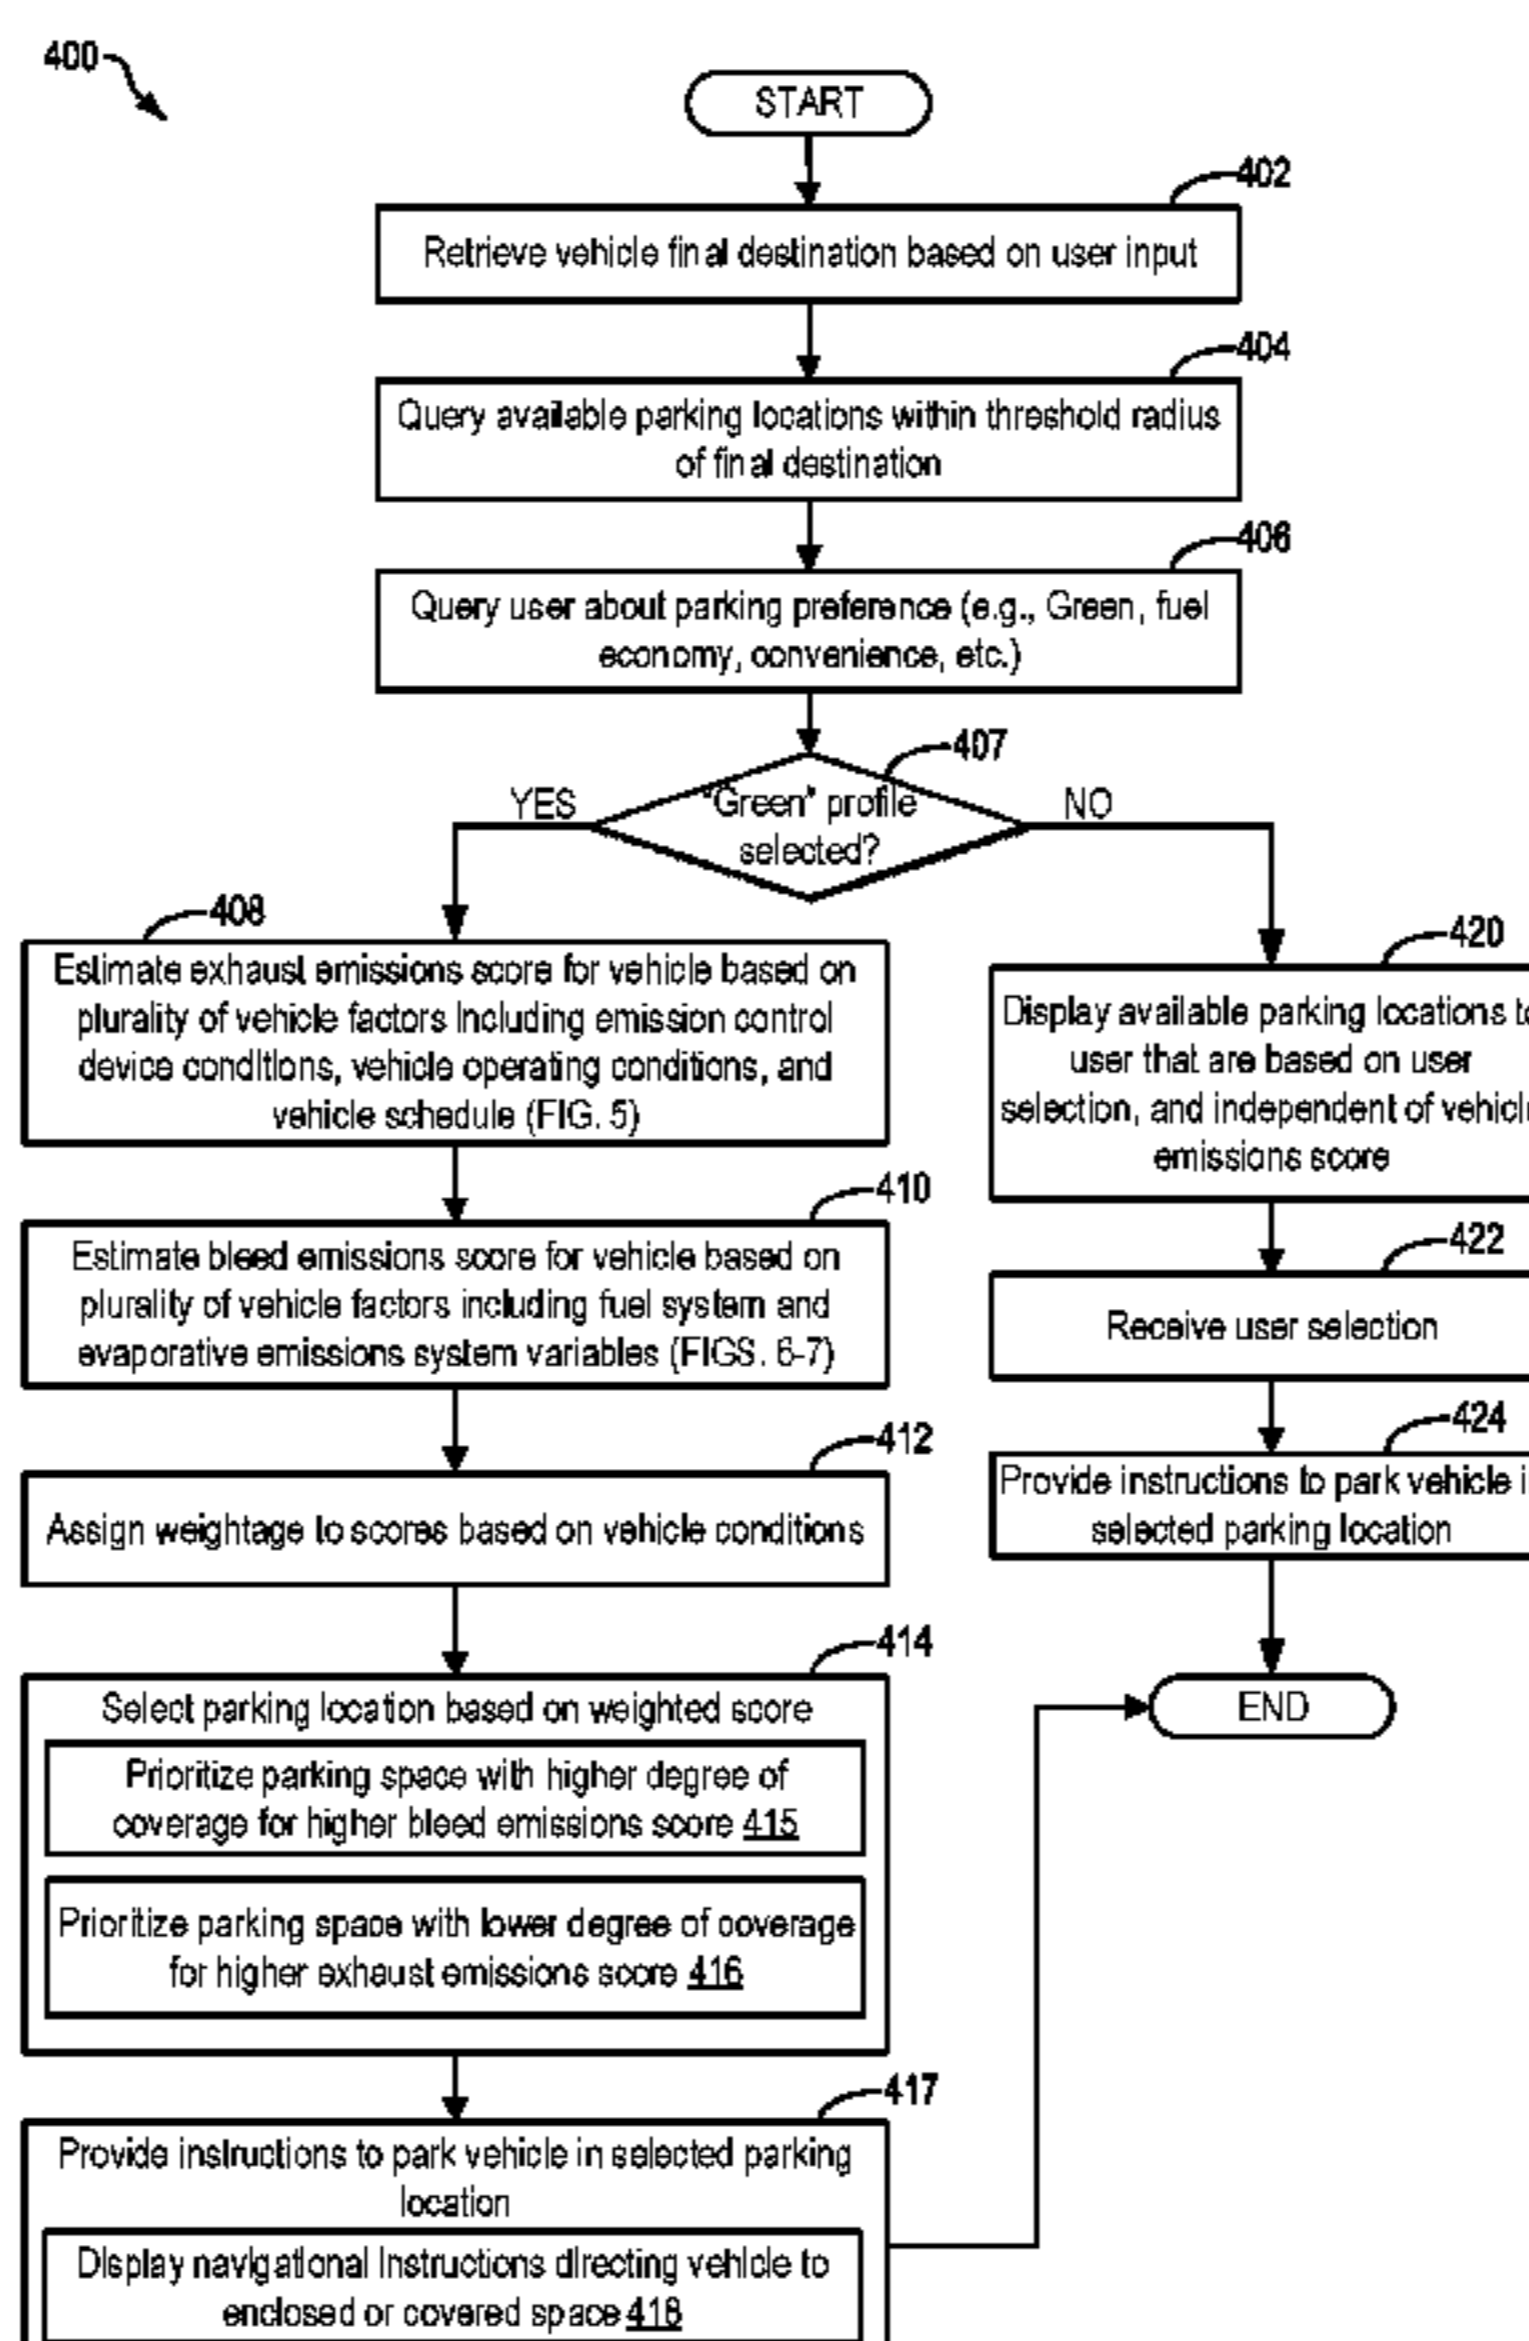 400
START
402
Retrieve vehicle final destination based on user input
404
Query available parking locations within threshold radius
of final destination
406
Query user about parking preference (e.g., Green, fuel
economy, convenience, etc.)
407
"Green" profile
selected?
YES
NO
408
Estimate exhaust emissions score for vehicle based on
plurality of vehicle factors including emission control
device conditions, vehicle operating conditions, and
vehicle schedule (FIG. 5)
410
Estimate bleed emissions score for vehicle based on
plurality of vehicle factors including fuel system and
evaporative emissions system variables (FIGS. 6-7)
412
Assign weightage to scores based on vehicle conditions
414
Select parking location based on weighted score
Prioritize parking space with higher degree of
coverage for higher bleed emissions score 415
Prioritize parking space with lower degree of coverage
for higher exhaust emissions score 416
417
Provide instructions to park vehicle in selected parking
location
Display navigational instructions directing vehicle to
enclosed or covered space 418
420
Display available parking locations
user that are based on user
selection, and independent of
emissions score
422
Receive user selection
424
Provide instructions to park vehicle
selected parking location
END